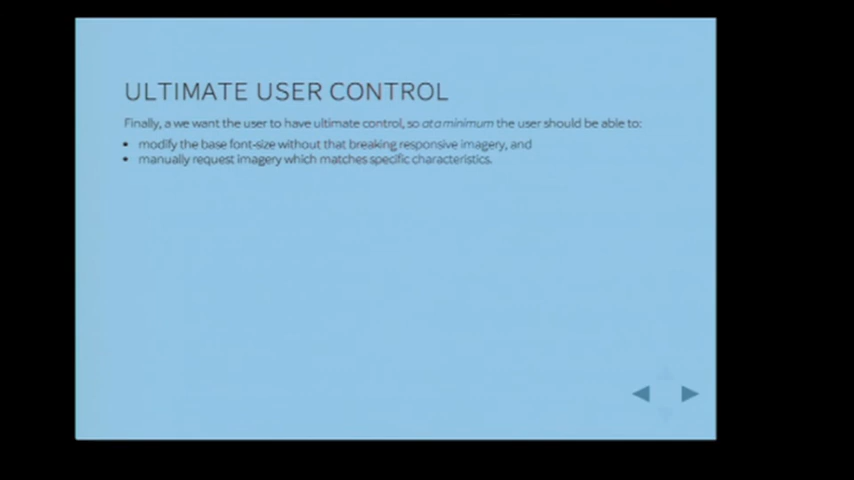 ULTIMATE USER CONTROL
Finally, a we want the user to have ultimate control, so at a minimum the user should be able to:
• modify the base font-size without that breaking responsive imagery, and
• manually request imagery which matches specific characteristics.